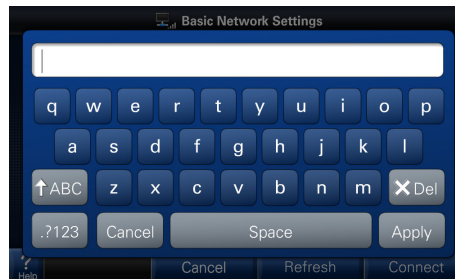 Basic Network Settings
q w e r t y u i o p
a s d f g h j k l
ABC z x c v b n m Del
.?123 Cancel Space Apply
?
Help Cancel Refresh Connect